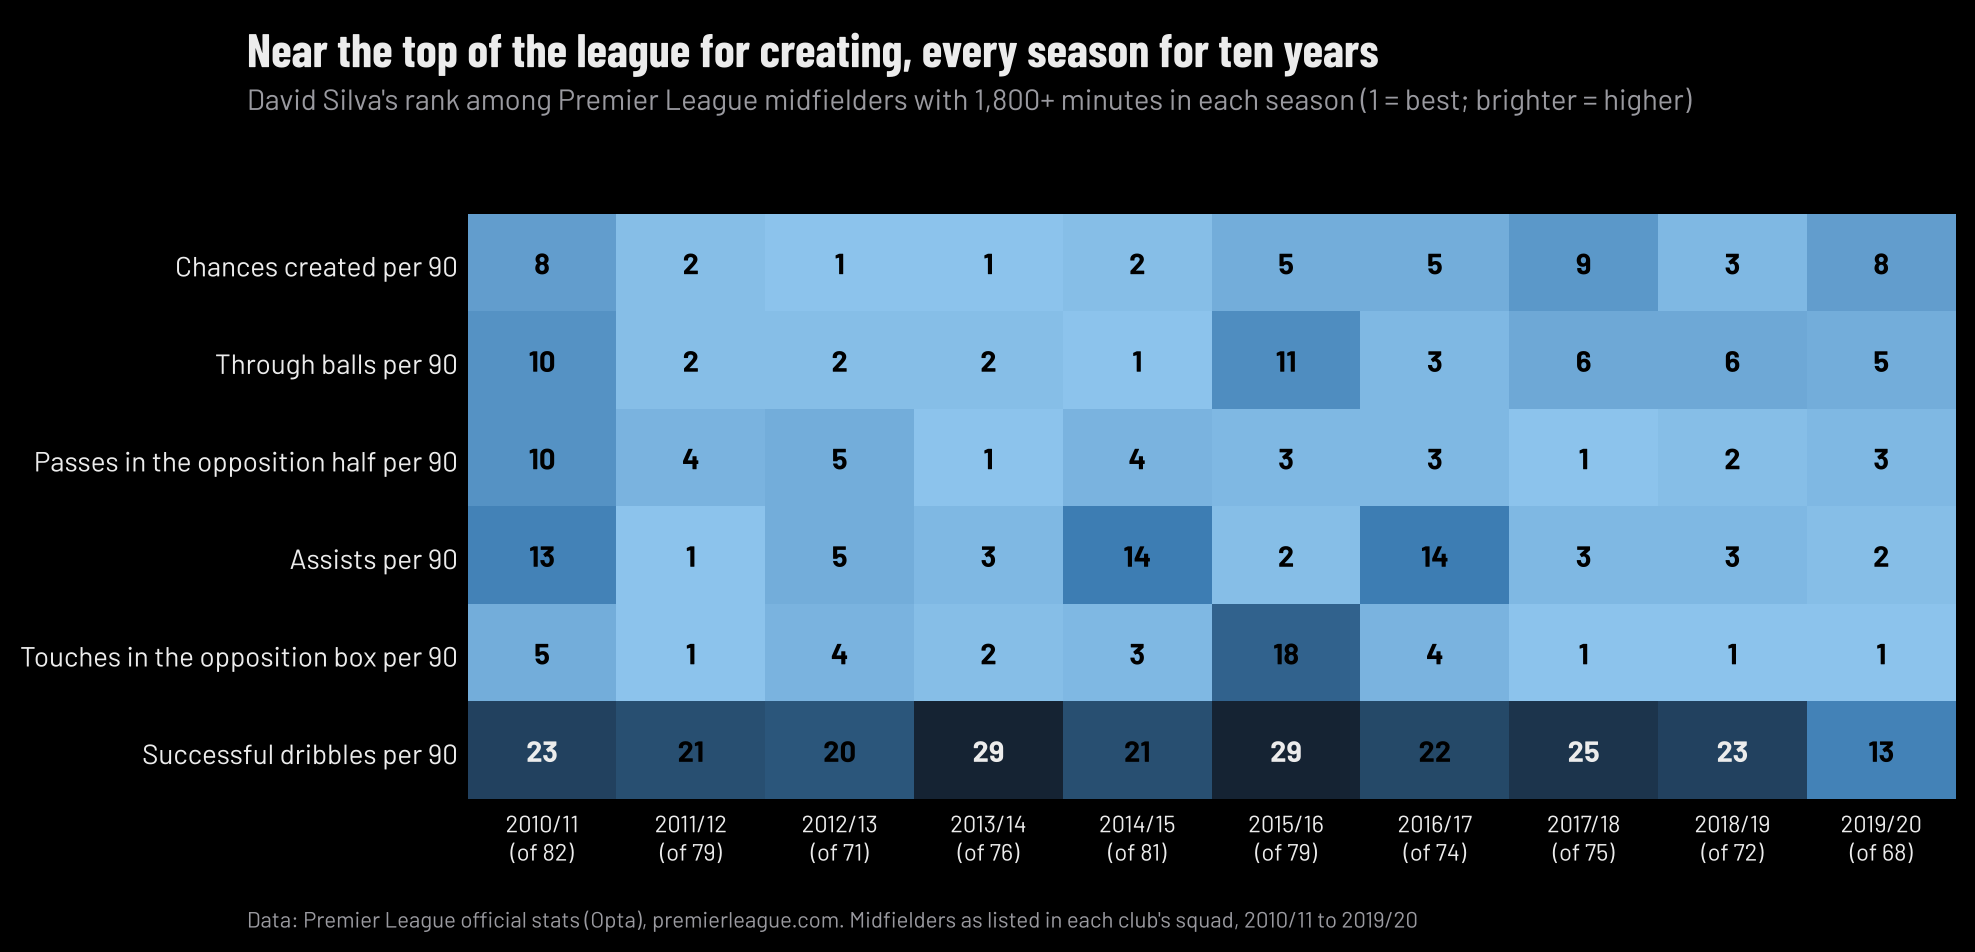 Near the top of the league for creating, every season for ten years
David Silva's rank among Premier League midfielders with 1,800+ minutes in each season (1 = best; brighter = higher)
Chances created per 90 8 2 1 1 2 5 5 9 3 8
Through balls per 90 10 2 2 2 1 11 3 6 6 5
Passes in the opposition half per 90 10 4 5 1 4 3 3 1 2 3
Assists per 90 13 1 5 3 14 2 14 3 3 2
Touches in the opposition box per 90 5 1 4 2 3 18 4 1 1 1
Successful dribbles per 90 23 21 20 29 21 29 22 25 23 13
2010/11 2011/12 2012/13 2013/14 2014/15 2015/16 2016/17 2017/18 2018/19 2019/20
(of 82) (of 79) (of 71) (of 76) (of 81) (of 79) (of 74) (of 75) (of 72) (of 68)
Data: Premier League official stats (Opta), premierleague.com. Midfielders as listed in each club's squad, 2010/11 to 2019/20